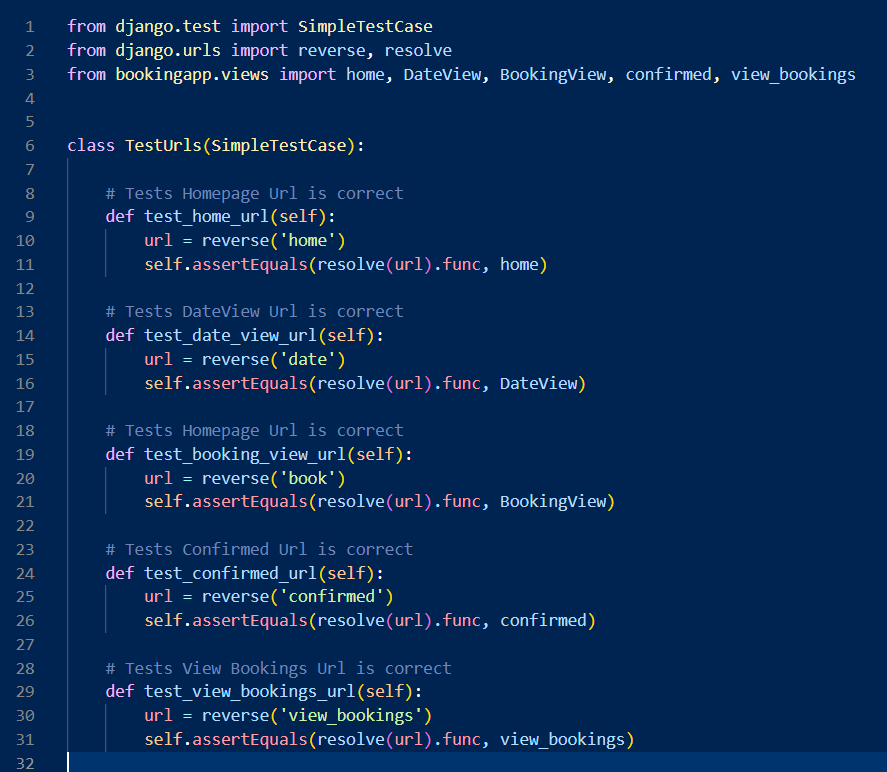 1 from django.test import SimpleTestCase
2 from django.urls import reverse, resolve
3 from bookingapp.views import home, DateView, BookingView, confirmed, view_bookings
4
5
6 class TestUrls(SimpleTestCase):
7
8     # Tests Homepage Url is correct
9     def test_home_url(self):
10         url = reverse('home')
11         self.assertEquals(resolve(url).func, home)
12
13     # Tests DateView Url is correct
14     def test_date_view_url(self):
15         url = reverse('date')
16         self.assertEquals(resolve(url).func, DateView)
17
18     # Tests Homepage Url is correct
19     def test_booking_view_url(self):
20         url = reverse('book')
21         self.assertEquals(resolve(url).func, BookingView)
22
23     # Tests Confirmed Url is correct
24     def test_confirmed_url(self):
25         url = reverse('confirmed')
26         self.assertEquals(resolve(url).func, confirmed)
27
28     # Tests View Bookings Url is correct
29     def test_view_bookings_url(self):
30         url = reverse('view_bookings')
31         self.assertEquals(resolve(url).func, view_bookings)
32